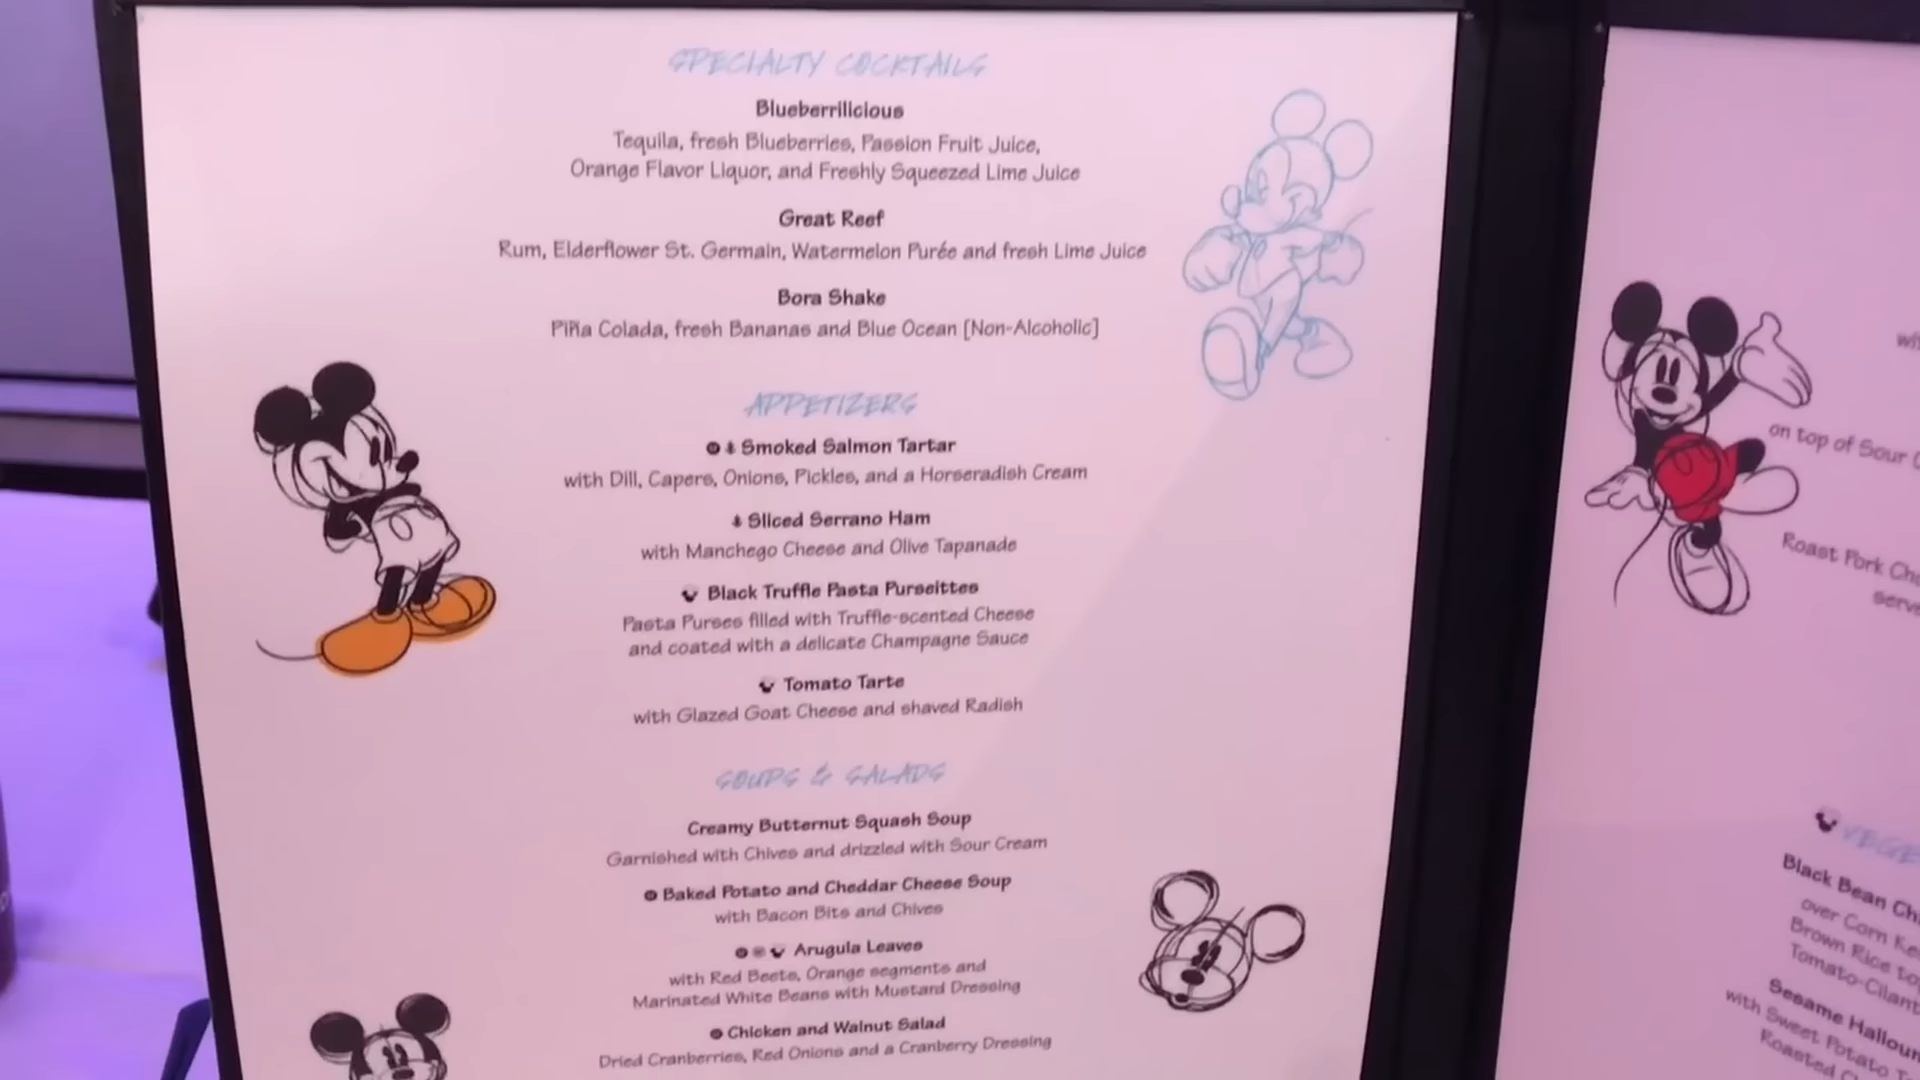 SPECIALTY COCKTAILS
Blueberrilicious
Tequila, fresh Blueberries, Passion Fruit Juice,
Orange Flavor Liquor, and Freshly Squeezed Lime Juice
Great Reef
Rum, Elderflower St. Germain, Watermelon Purée and fresh Lime Juice
Bora Shake
Piña Colada, fresh Bananas and Blue Ocean [Non-Alcoholic]
APPETIZERS
Smoked Salmon Tartar
with Dill, Capers, Onions, Pickles, and a Horseradish Cream
Sliced Serrano Ham
with Manchego Cheese and Olive Tapanade
Black Truffle Pasta Purseittes
Pasta Purses filled with Truffle-scented Cheese
and coated with a delicate Champagne Sauce
Tomato Tarte
with Glazed Goat Cheese and shaved Radish
SOUPS & SALADS
Creamy Butternut Squash Soup
Garnished with Chives and drizzled with Sour Cream
Baked Potato and Cheddar Cheese Soup
with Bacon Bits and Chives
Arugula Leaves
with Red Beets, Orange segments and
Marinated White Beans with Mustard Dressing
Chicken and Walnut Salad
Dried Cranberries, Red Onions and a Cranberry Dressing
on top of Sour
Roast Pork
Black Bean
over Corn
Brown Rice
Sesame
with Sweet Potato
Roasted